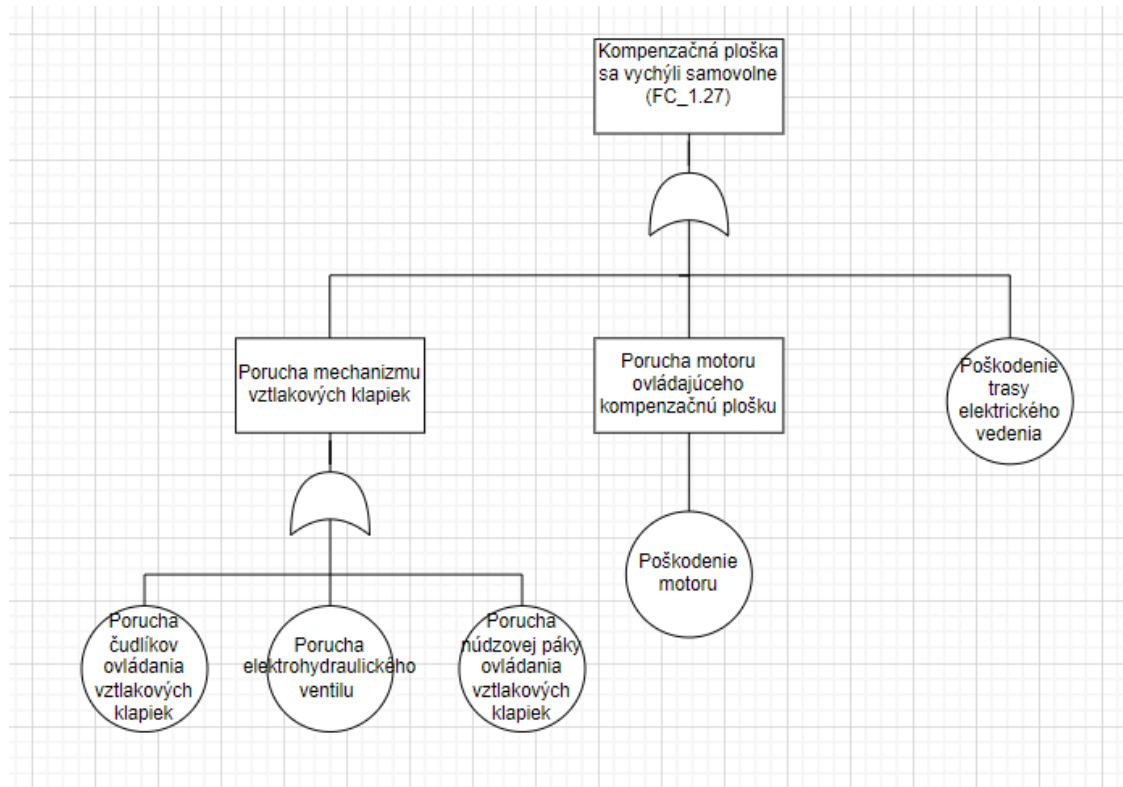 Kompenzačná ploška
sa vychýli samovolne
(FC_1.27)
Porucha mechanizmu
vztlakových klapiek
Porucha motoru
ovládajúceho
kompenzačnú plošku
Poškodenie
trasy
elektrického
vedenia
Poškodenie
motoru
Porucha
čudlíkov
ovládania
vztlakových
klapiek
Porucha
elektrohydraulického
ventilu
Porucha
núdzovej páky
ovládania
vztlakových
klapiek